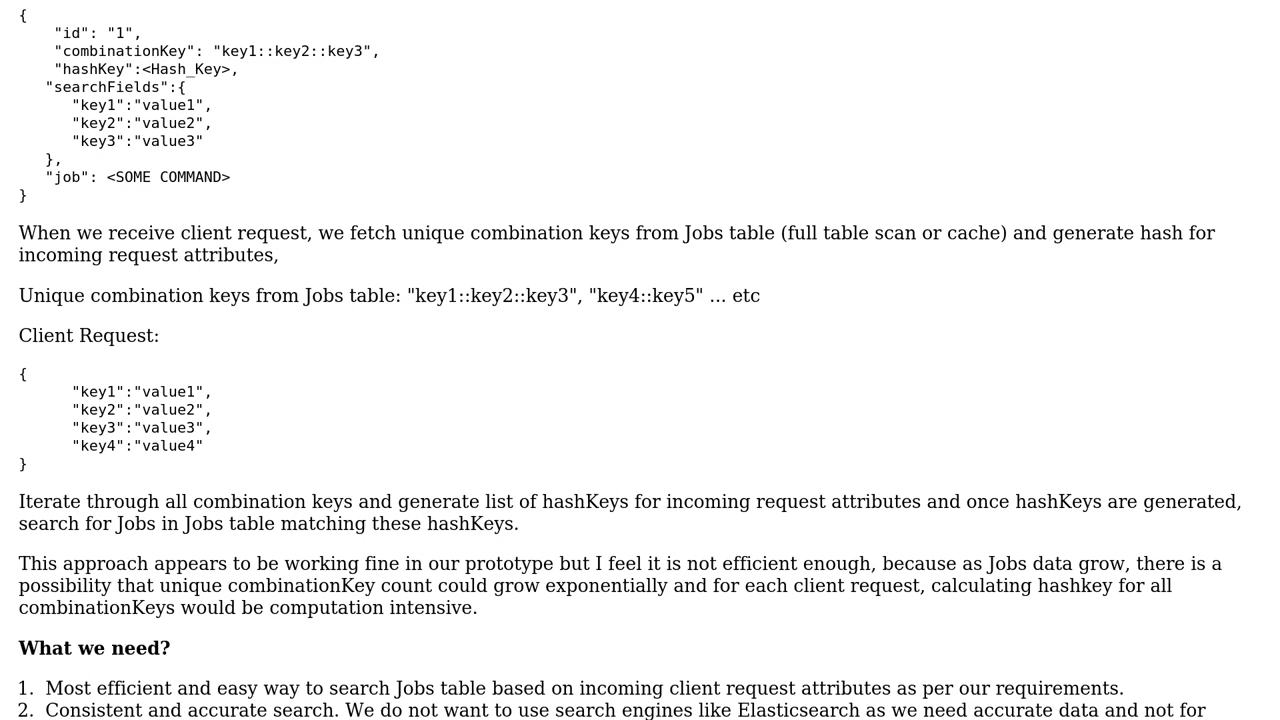 {
    "id": "1",
    "combinationKey": "key1::key2::key3",
    "hashKey":<Hash_Key>,
   "searchFields":{
      "key1":"value1",
      "key2":"value2",
      "key3":"value3"
   },
   "job": <SOME COMMAND>
}
When we receive client request, we fetch unique combination keys from Jobs table (full table scan or cache) and generate hash for
incoming request attributes,
Unique combination keys from Jobs table: "key1::key2::key3", "key4::key5" ... etc
Client Request:
{
      "key1":"value1",
      "key2":"value2",
      "key3":"value3",
      "key4":"value4"
}
Iterate through all combination keys and generate list of hashKeys for incoming request attributes and once hashKeys are generated,
search for Jobs in Jobs table matching these hashKeys.
This approach appears to be working fine in our prototype but I feel it is not efficient enough, because as Jobs data grow, there is a
possibility that unique combinationKey count could grow exponentially and for each client request, calculating hashkey for all
combinationKeys would be computation intensive.
What we need?
1. Most efficient and easy way to search Jobs table based on incoming client request attributes as per our requirements.
2. Consistent and accurate search. We do not want to use search engines like Elasticsearch as we need accurate data and not for